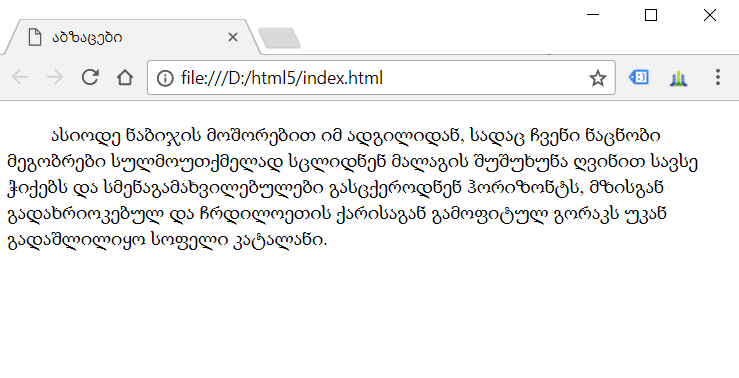 აბზაცები
file:///D:/html5/index.html
ასიოდე ნაბიჯის მოშორებით იმ ადგილიდან, სადაც ჩვენი ნაცნობი
მეგობრები სულმოუთქმელად სცლიდნენ მალაგის შუშუხუნა ღვინით სავსე
ჭიქებს და სმენაგამახვილებულები გასცქეროდნენ ჰორიზონტს, მზისგან
გადახრიოკებულ და ჩრდილოეთის ქარისაგან გამოფიტულ გორაკს უკან
გადაშლილიყო სოფელი კატალანი.